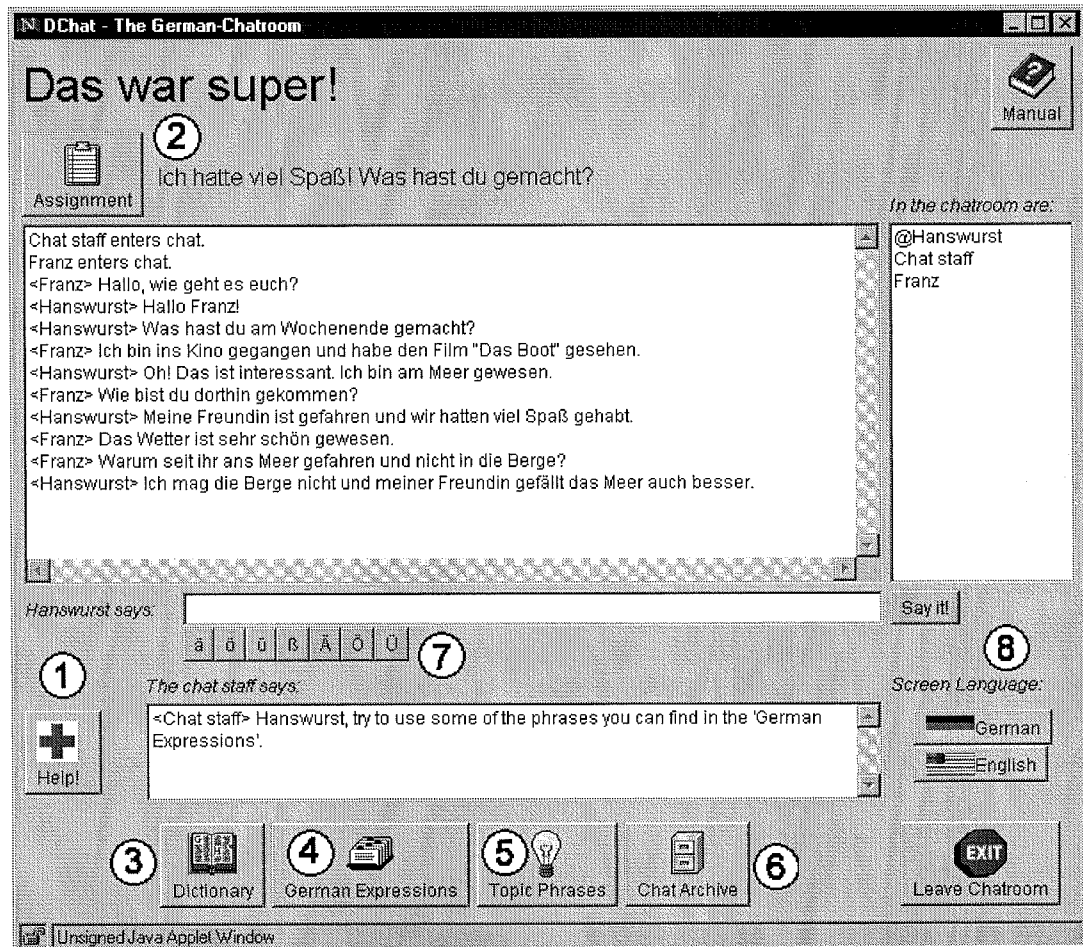 DChat - The German-Chatroom
Das war super!
Manual
2
Assignment
Ich hatte viel Spaß! Was hast du gemacht?
In the chatroom are:
Chat staff enters chat.
Franz enters chat.
<Franz> Hallo, wie geht es euch?
<Hanswurst> Hallo Franz!
<Hanswurst> Was hast du am Wochenende gemacht?
<Franz> Ich bin ins Kino gegangen und habe den Film "Das Boot" gesehen.
<Hanswurst> Oh! Das ist interessant. Ich bin am Meer gewesen.
<Franz> Wie bist du dorthin gekommen?
<Hanswurst> Meine Freundin ist gefahren und wir hatten viel Spaß gehabt.
<Franz> Das Wetter ist sehr schön gewesen.
<Franz> Warum seit ihr ans Meer gefahren und nicht in die Berge?
<Hanswurst> Ich mag die Berge nicht und meiner Freundin gefällt das Meer auch besser.
@Hanswurst
Chat staff
Franz
Hanswurst says:
Say it!
ä ö ü ß Ä Ö Ü
7
8
1
The chat staff says:
Screen Language:
<Chat staff> Hanswurst, try to use some of the phrases you can find in the 'German
Expressions'.
German
English
Help!
3
Dictionary
4
German Expressions
5
Topic Phrases
Chat Archive
6
EXIT
Leave Chatroom
Unsigned Java Applet Window